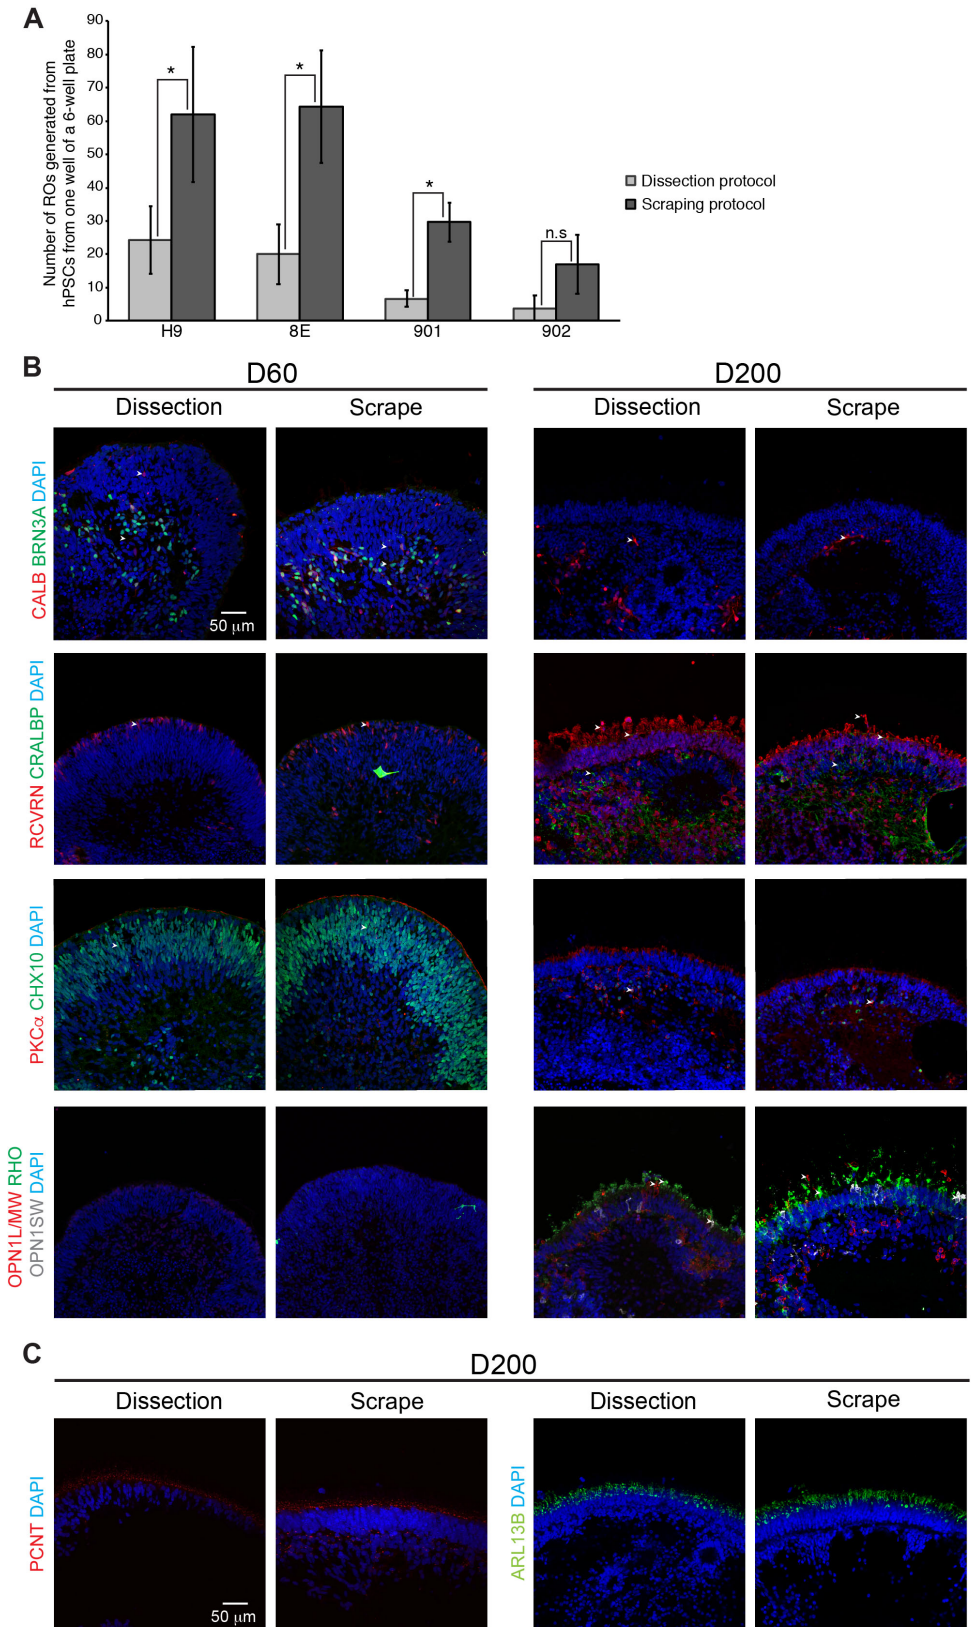 A
Number of ROs generated from
hPSCs from one well of a 6-well plate
90
80
70
60
50
40
30
20
10
0
*
*
*
n.s
H9
8E
901
902
Dissection protocol
Scraping protocol
B
D60
D200
Dissection
Scrape
Dissection
Scrape
CALB BRN3A DAPI
50 μm
RCVRN CRALBP DAPI
PKCα CHX10 DAPI
OPN1L/MW RHO
OPN1SW DAPI
C
D200
Dissection
Scrape
Dissection
Scrape
PCNT DAPI
50 μm
ARL13B DAPI